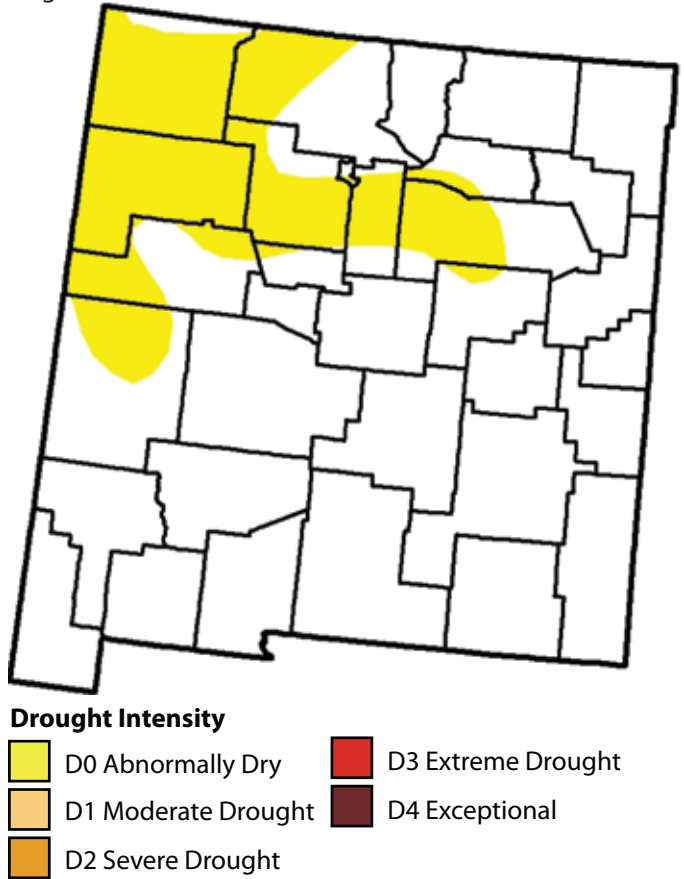 Drought Intensity
D0 Abnormally Dry
D1 Moderate Drought
D2 Severe Drought
D3 Extreme Drought
D4 Exceptional